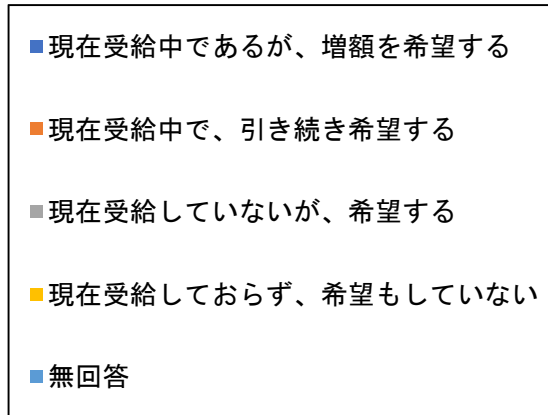 現在受給中であるが、増額を希望する
現在受給中で、引き続き希望する
現在受給していないが、希望する
現在受給しておらず、希望もしていない
無回答